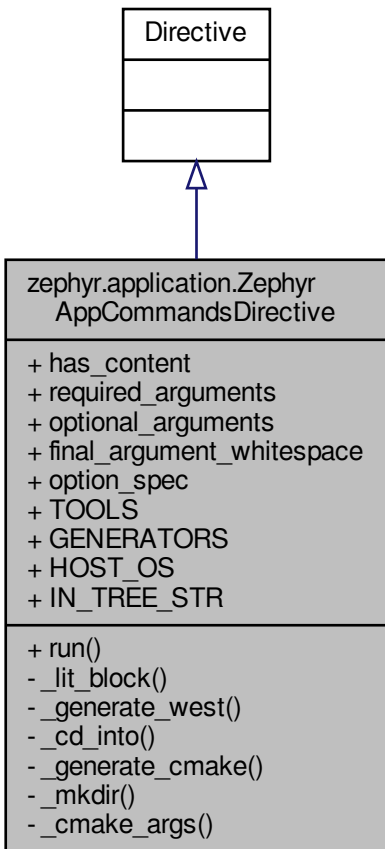 Directive
zephyr.application.Zephyr
AppCommandsDirective
+ has_content
+ required_arguments
+ optional_arguments
+ final_argument_whitespace
+ option_spec
+ TOOLS
+ GENERATORS
+ HOST_OS
+ IN_TREE_STR
+ run()
- _lit_block()
- _generate_west()
- _cd_into()
- _generate_cmake()
- _mkdir()
- _cmake_args()